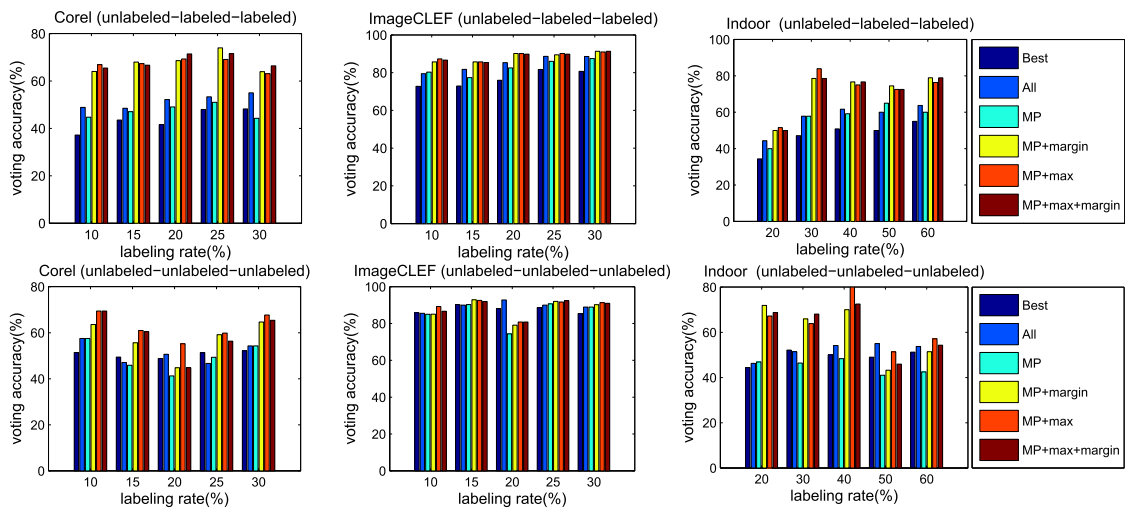 Corel (unlabeled−labeled−labeled)
voting accuracy(%)
80
60
40
20
0
10 15 20 25 30
labeling rate(%)
ImageCLEF (unlabeled−labeled−labeled)
voting accuracy(%)
100
80
60
40
20
0
10 15 20 25 30
labeling rate(%)
Indoor (unlabeled−labeled−labeled)
voting accuracy(%)
100
80
60
40
20
0
20 30 40 50 60
labeling rate(%)
Best
All
MP
MP+margin
MP+max
MP+max+margin
Corel (unlabeled−unlabeled−unlabeled)
voting accuracy(%)
80
60
40
20
0
10 15 20 25 30
labeling rate(%)
ImageCLEF (unlabeled−unlabeled−unlabeled)
voting accuracy(%)
100
80
60
40
20
0
10 15 20 25 30
labeling rate(%)
Indoor (unlabeled−unlabeled−unlabeled)
voting accuracy(%)
80
60
40
20
0
20 30 40 50 60
labeling rate(%)
Best
All
MP
MP+margin
MP+max
MP+max+margin